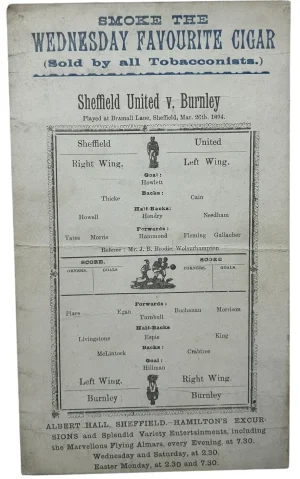 SMOKE THE
WEDNESDAY FAVOURITE CIGAR
(Sold by all Tobacconists.)
Sheffield United v. Burnley
Played at Bramall Lane, Sheffield, Mar. 26th. 1894.
Sheffield United
Right Wing. Left Wing.
Goal:
Howlett
Backs:
Thicke Cain
Half-Backs:
Howell Hendry Needham
Forwards:
Yates Morris Hammond Fleming Gallacher
Referee: Mr. J. B. Brodie Wolverhampton
SCORE. SCORE
CORNERS. GOALS CORNERS. GOALS.
Forwards:
Place Egan Turnbull Buchanan Morrison
Half-Backs
Livingstone Espie King
Backs:
McLintock Crabtree
Goal:
Hillman
Left Wing. Right Wing.
Burnley Burnley
ALBERT HALL, SHEFFIELD.—HAMILTON'S EXCUR
SIONS and Splendid Variety Entertainments, including
the Marvellous Flying Almars, every Evening, at 7.30.
Wednesday and Saturday, at 2.30.
Easter Monday, at 2.30 and 7.30.